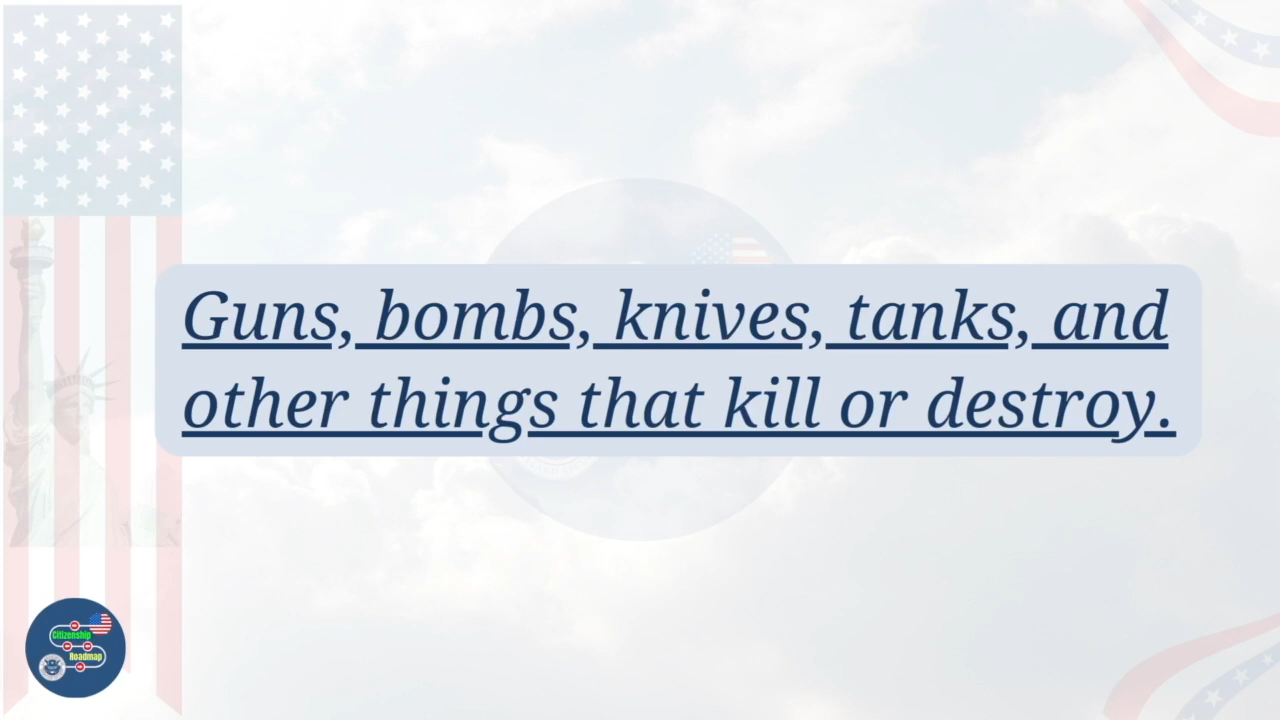 Guns, bombs, knives, tanks, and
other things that kill or destroy.
Citizenship
Roadmap